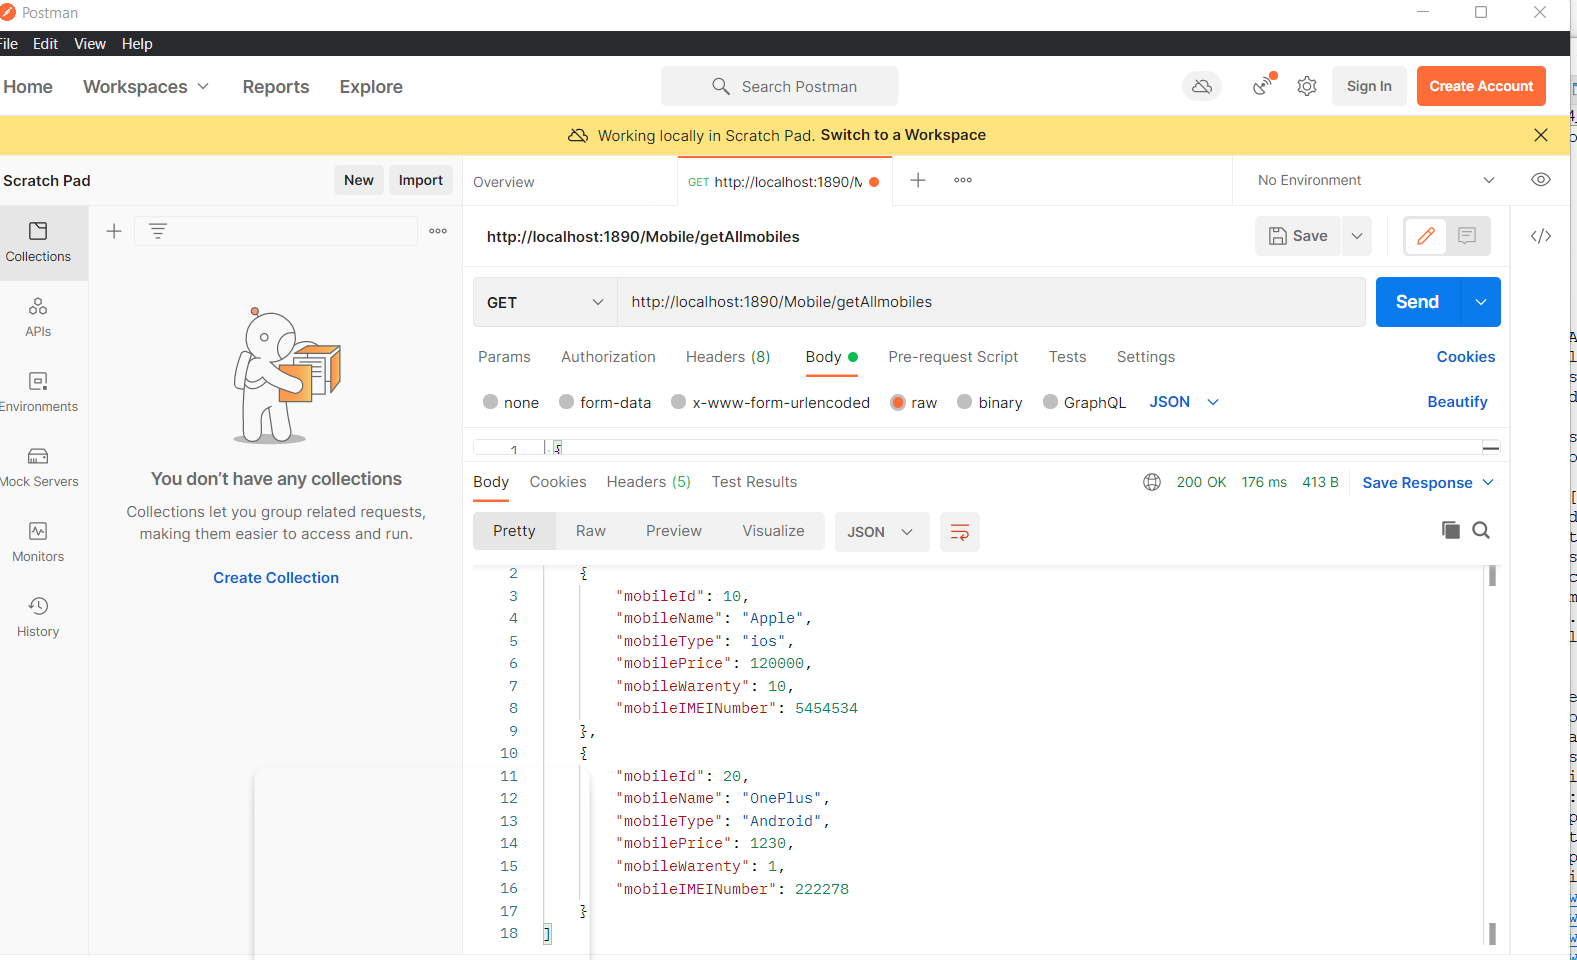 Postman
File Edit View Help
Home Workspaces Reports Explore Search Postman Sign In Create Account
Working locally in Scratch Pad. Switch to a Workspace
Scratch Pad New Import Overview GET http://localhost:1890/M No Environment
Collections
APIs
Environments
Mock Servers
Monitors
History
You don't have any collections
Collections let you group related requests,
making them easier to access and run.
Create Collection
http://localhost:1890/Mobile/getAllmobiles Save
GET http://localhost:1890/Mobile/getAllmobiles Send
Params Authorization Headers (8) Body Pre-request Script Tests Settings Cookies
none form-data x-www-form-urlencoded raw binary GraphQL JSON Beautify
1 {
Body Cookies Headers (5) Test Results 200 OK 176 ms 413 B Save Response
Pretty Raw Preview Visualize JSON
2 {
3 "mobileId": 10,
4 "mobileName": "Apple",
5 "mobileType": "ios",
6 "mobilePrice": 120000,
7 "mobileWarenty": 10,
8 "mobileIMEINumber": 5454534
9 },
10 {
11 "mobileId": 20,
12 "mobileName": "OnePlus",
13 "mobileType": "Android",
14 "mobilePrice": 1230,
15 "mobileWarenty": 1,
16 "mobileIMEINumber": 222278
17 }
18 ]